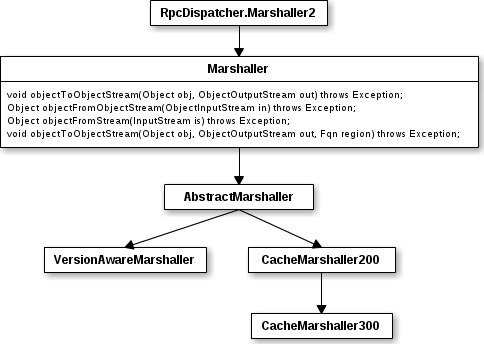 RpcDispatcher.Marshaller2
Marshaller
void objectToObjectStream(Object obj, ObjectOutputStream out) throws Exception;
Object objectFromObjectStream(ObjectInputStream in) throws Exception;
Object objectFromStream(InputStream is) throws Exception;
void objectToObjectStream(Object obj, ObjectOutputStream out, Fqn region) throws Exception;
AbstractMarshaller
VersionAwareMarshaller CacheMarshaller200
CacheMarshaller300